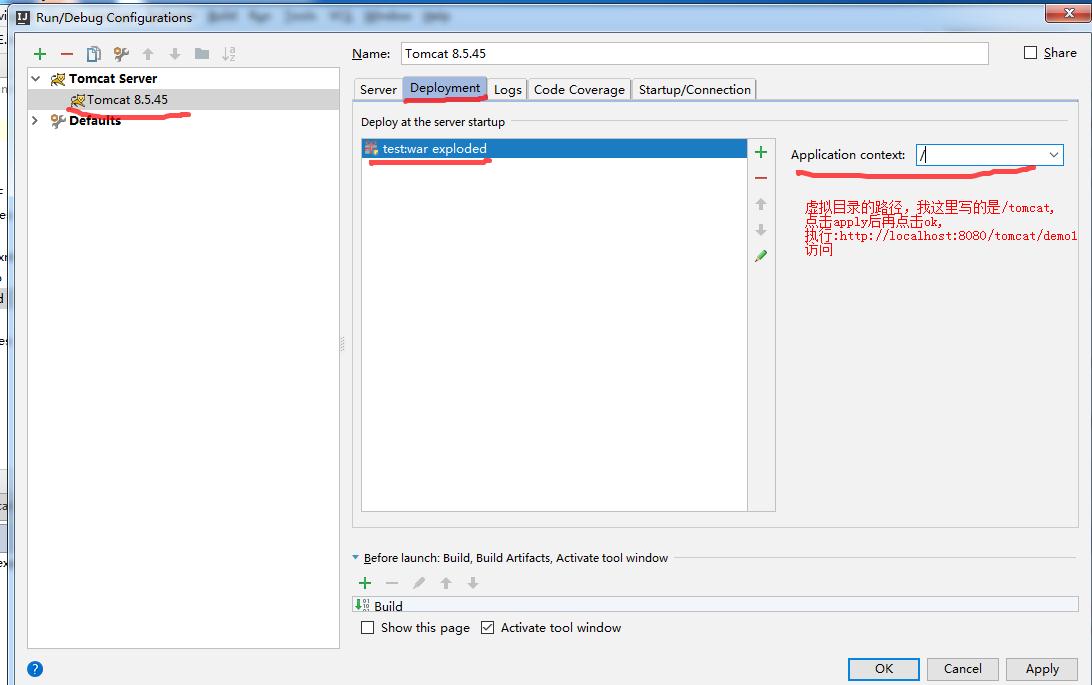 Run/Debug Configurations
Name:
Tomcat 8.5.45
Share
Tomcat Server
Tomcat 8.5.45
Defaults
Server
Deployment
Logs
Code Coverage
Startup/Connection
Deploy at the server startup
test:war exploded
Application context:
/
虚拟目录的路径，我这里写的是/tomcat,
点击apply后再点击ok,
执行:http://localhost:8080/tomcat/demo1
访问
Before launch: Build, Build Artifacts, Activate tool window
Build
Show this page
Activate tool window
OK
Cancel
Apply